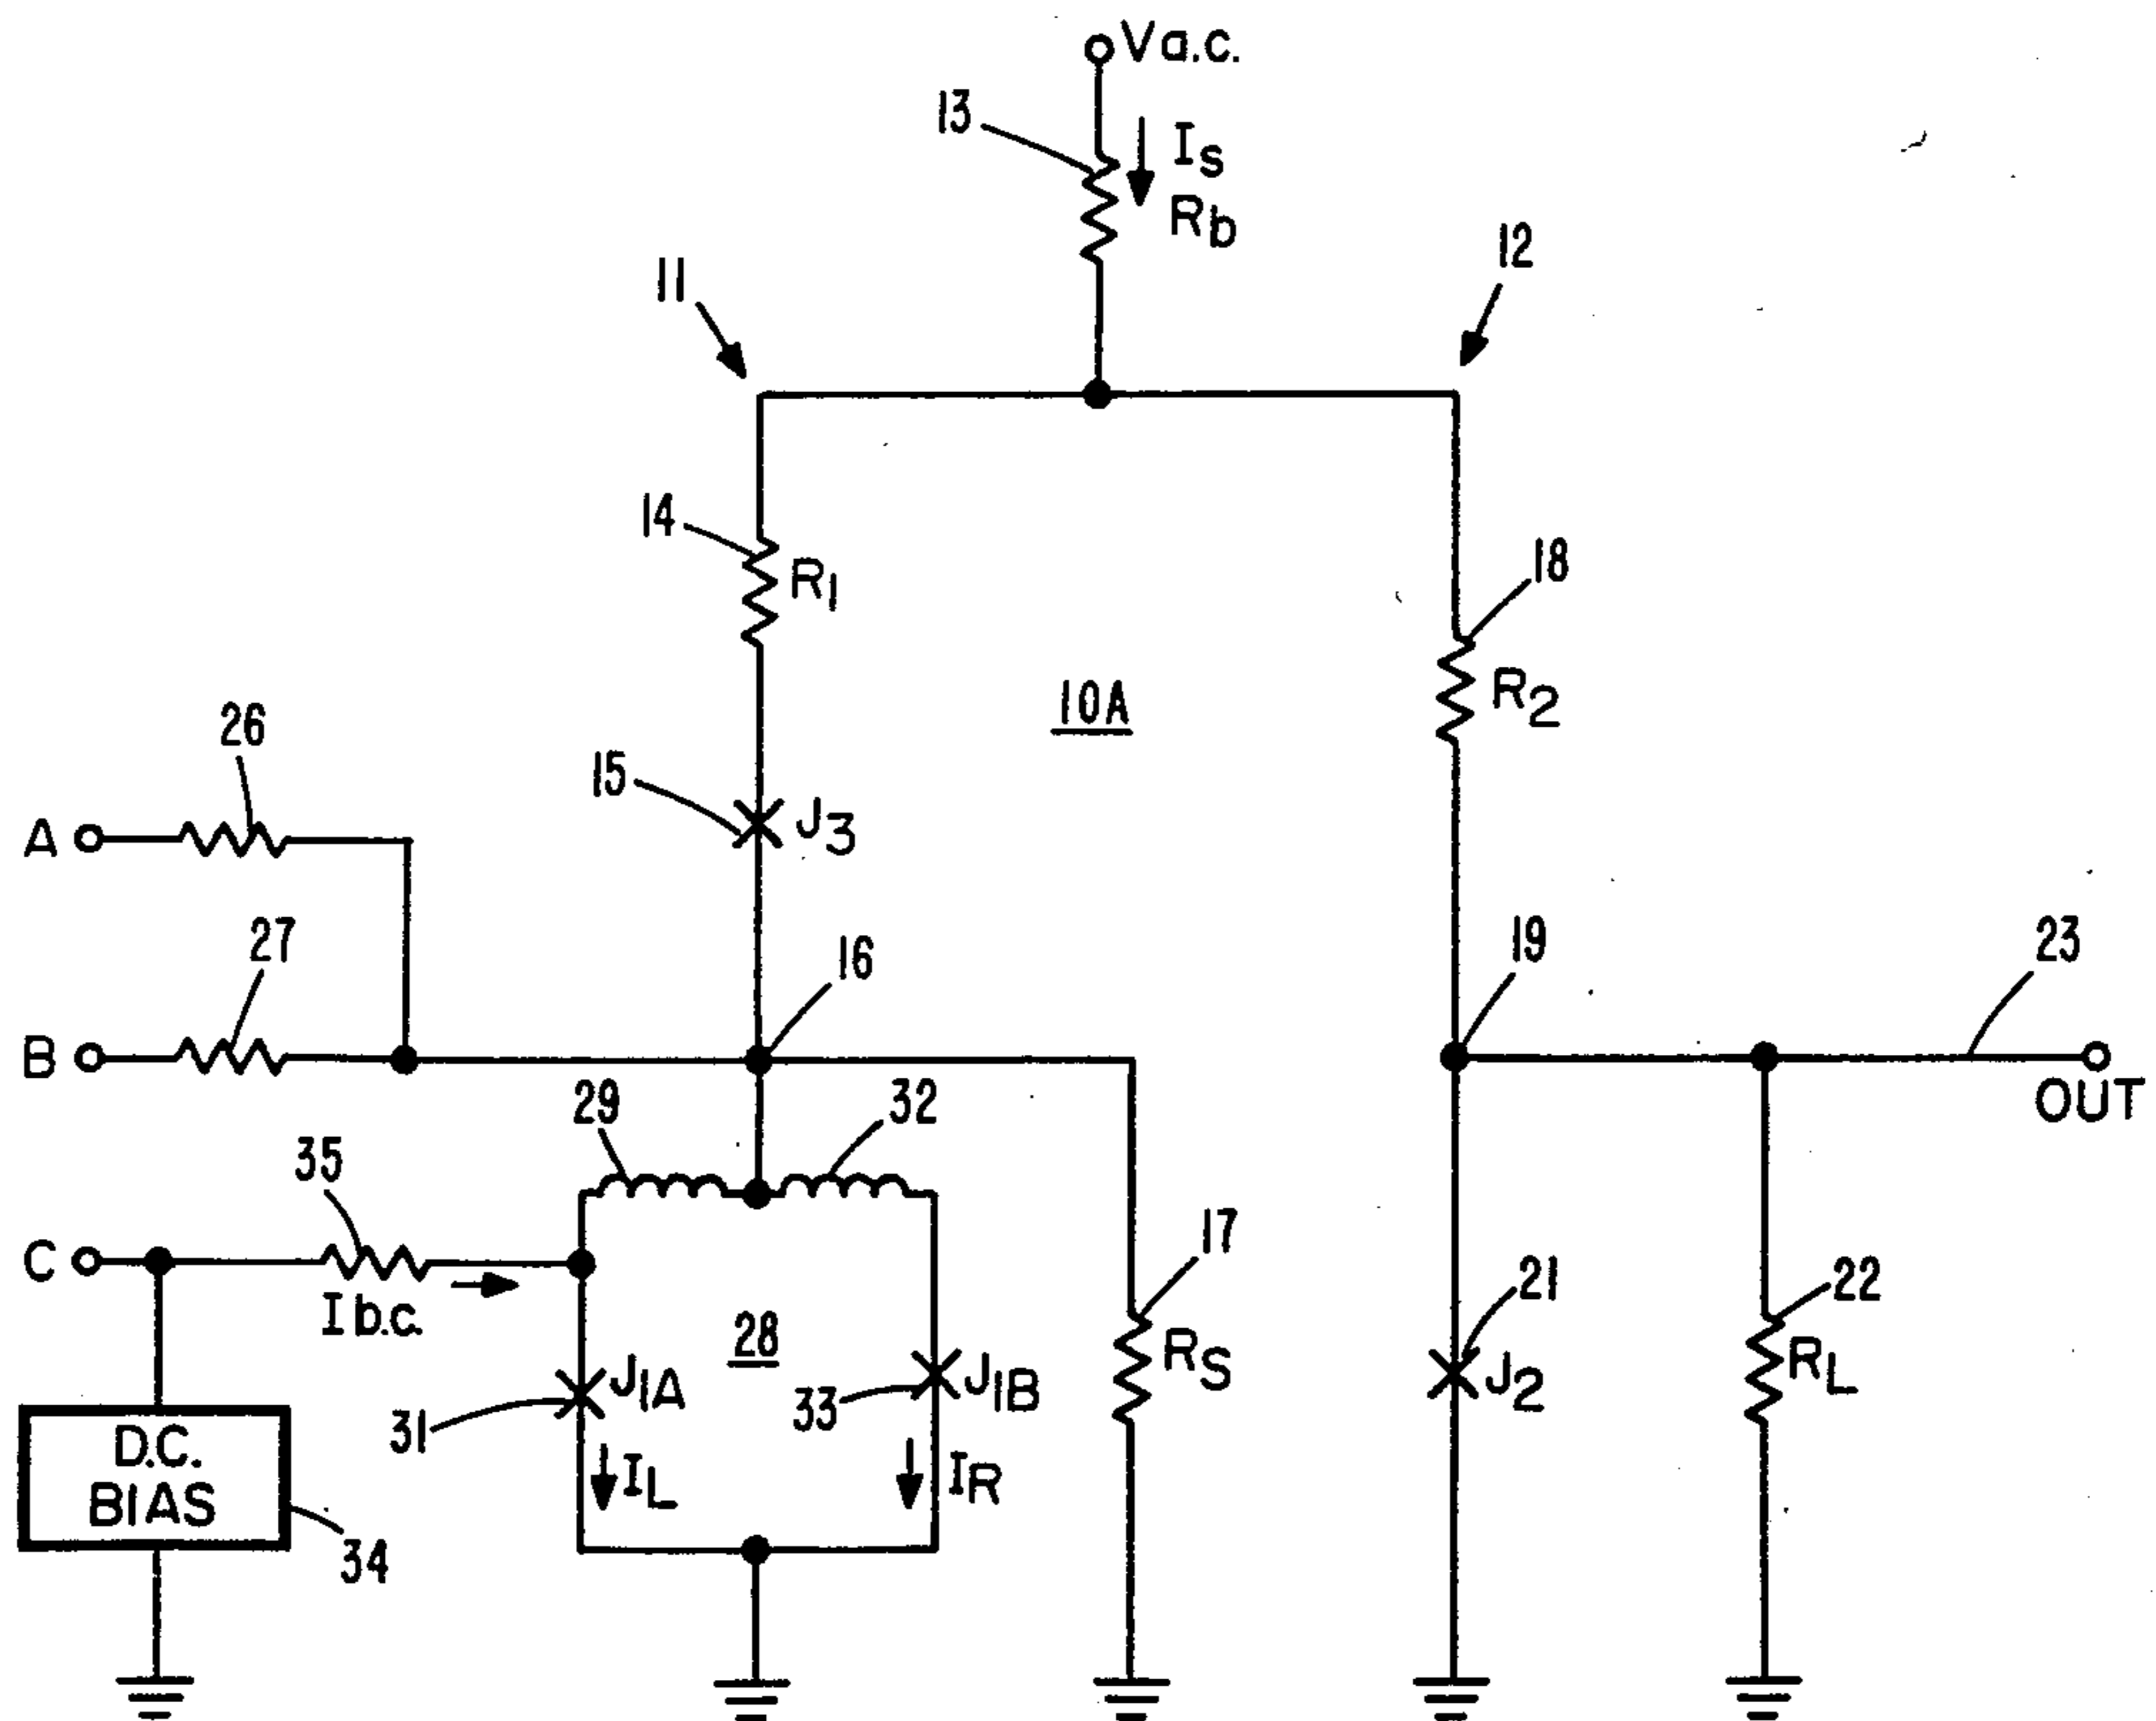 Va.c.
13
Is
Rb
11
12
14
R1
18
R2
10A
26
15
J3
A
27
16
19
23
B
29
32
OUT
35
17
C
Ib.c.
28
21
22
J1A
J1B
RS
J2
RL
31
33
D.C.
BIAS
IL
IR
34